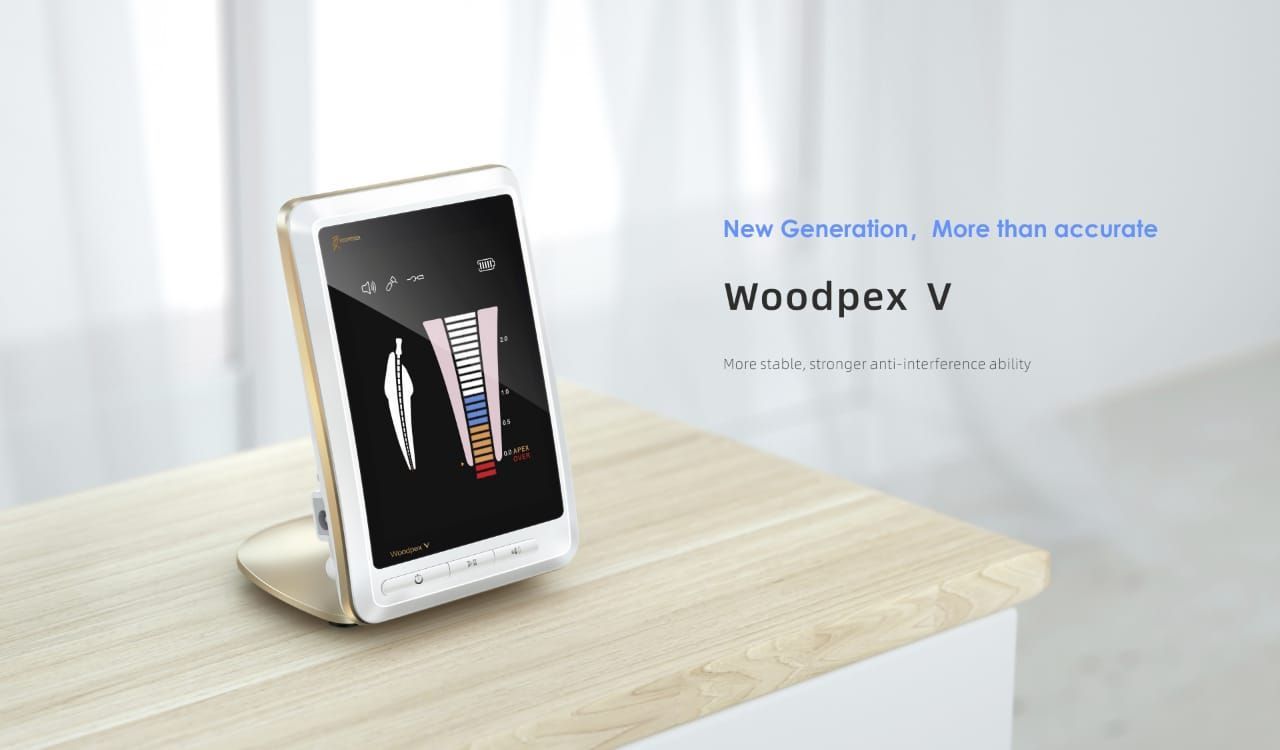 New Generation，More than accurate
Woodpex V
More stable, stronger anti-interference ability
2.0
1.0
0.5
0.0 APEX
OVER
Woodpex V